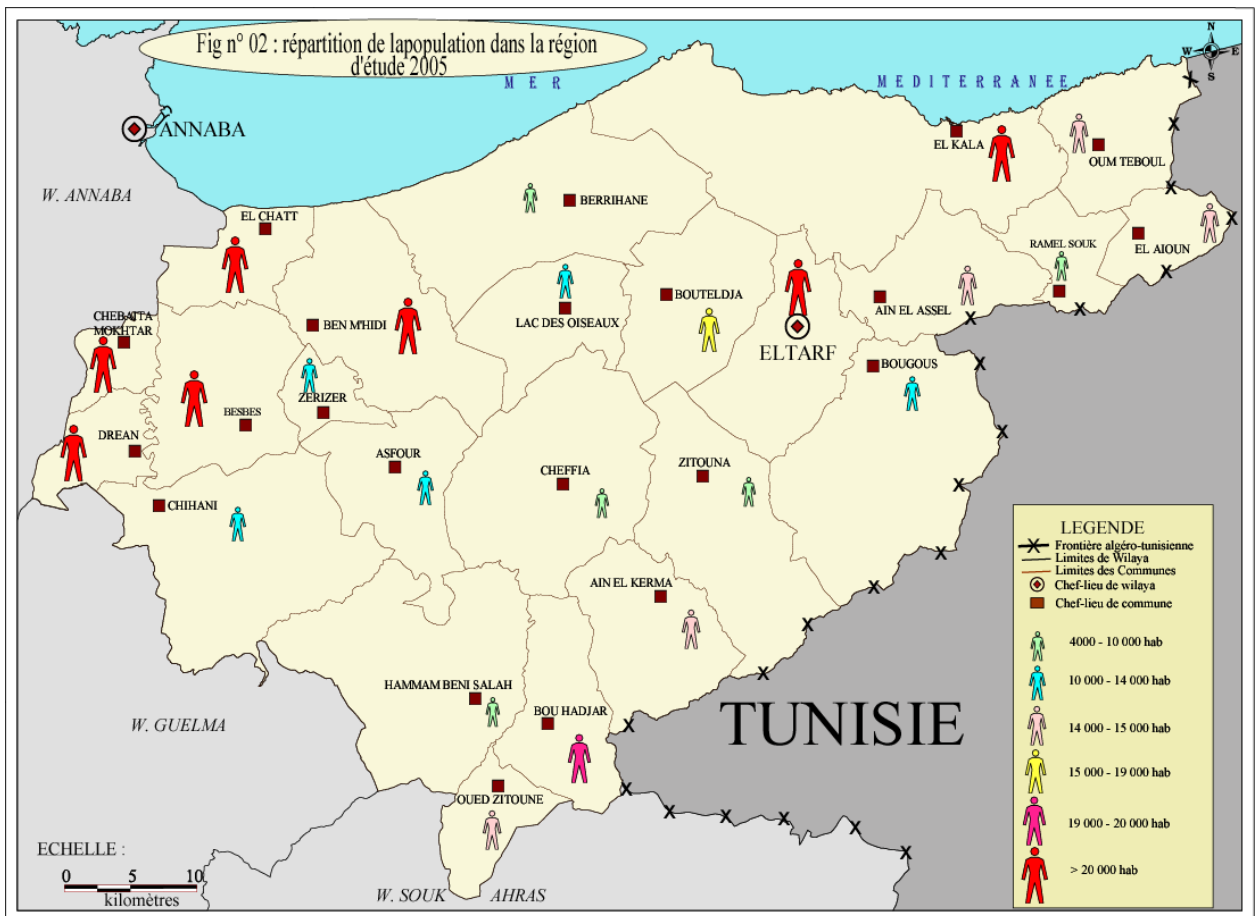 Fig n° 02 : répartition de lapopulation dans la région
d'étude 2005
M E R
M E D I T E R R A N E E
N
W
E
S
ANNABA
W. ANNABA
EL KALA
OUM TEBOUL
BERRIHANE
EL CHATT
RAMEL SOUK
EL AIOUN
BOUTELDJA
AIN EL ASSEL
LAC DES OISEAUX
CHEBAITA
MOKHTAR
BEN M'HIDI
ELTARF
BOUGOUS
ZERIZER
BESBES
DREAN
ASFOUR
CHEFFIA
ZITOUNA
CHIHANI
AIN EL KERMA
HAMMAM BENI SALAH
BOU HADJAR
W. GUELMA
TUNISIE
OUED ZITOUNE
W. SOUK AHRAS
ECHELLE :
0 5 10
kilomètres
LEGENDE
Frontière algéro-tunisienne
Limites de Wilaya
Limites des Communes
Chef-lieu de wilaya
Chef-lieu de commune
4000 - 10 000 hab
10 000 - 14 000 hab
14 000 - 15 000 hab
15 000 - 19 000 hab
19 000 - 20 000 hab
> 20 000 hab